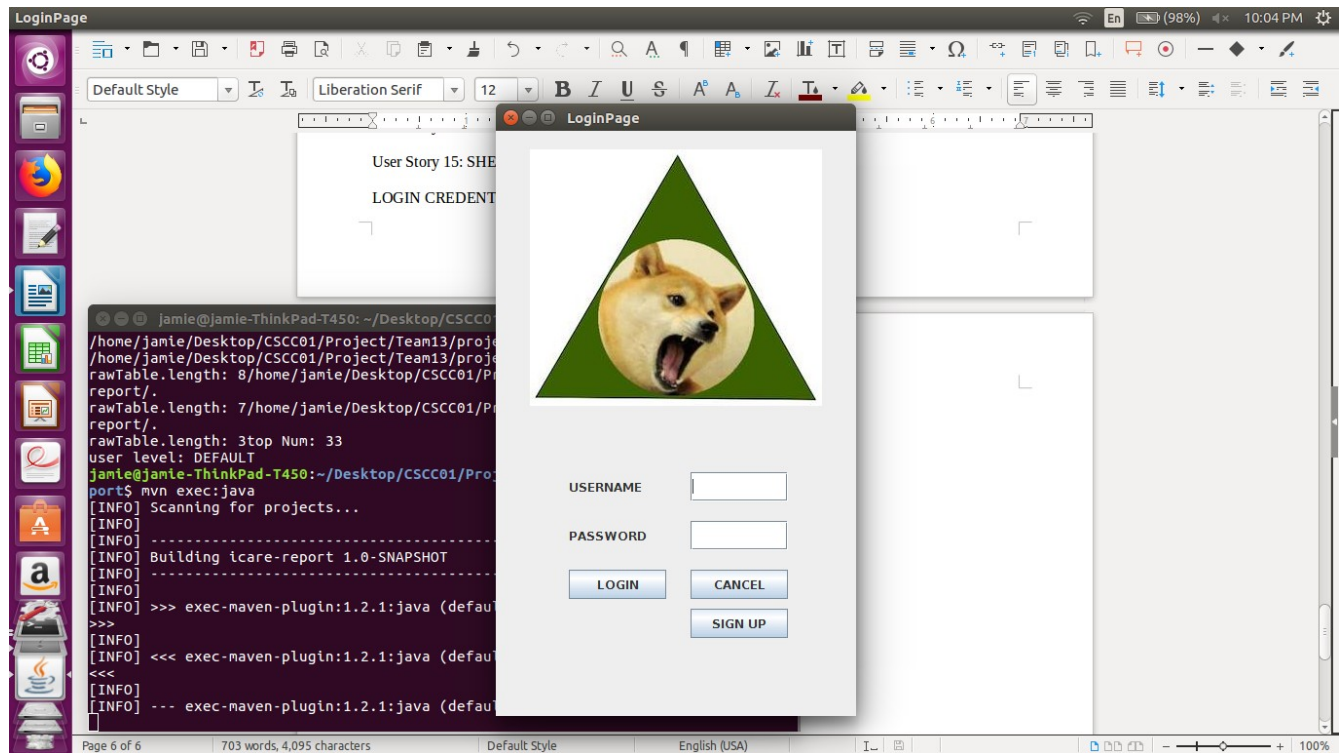 LoginPage
En (98%) 10:04 PM
Default Style Liberation Serif 12
LoginPage
User Story 15: SHE
LOGIN CREDENT
jamie@jamie-ThinkPad-T450: ~/Desktop/CSCC01
/home/jamie/Desktop/CSCC01/Project/Team13/proje
/home/jamie/Desktop/CSCC01/Project/Team13/proje
rawTable.length: 8/home/jamie/Desktop/CSCC01/Pr
report/.
rawTable.length: 7/home/jamie/Desktop/CSCC01/Pr
report/.
rawTable.length: 3top Num: 33
user level: DEFAULT
jamie@jamie-ThinkPad-T450:~/Desktop/CSCC01/Proj
port$ mvn exec:java
[INFO] Scanning for projects...
[INFO]
[INFO] ------------------------------------------
[INFO] Building icare-report 1.0-SNAPSHOT
[INFO] ------------------------------------------
[INFO]
[INFO] >>> exec-maven-plugin:1.2.1:java (defaul
>>>
[INFO]
[INFO] <<< exec-maven-plugin:1.2.1:java (defaul
<<<
[INFO]
[INFO] --- exec-maven-plugin:1.2.1:java (defaul
USERNAME
PASSWORD
LOGIN CANCEL
SIGN UP
Page 6 of 6 703 words, 4,095 characters Default Style English (USA) 100%